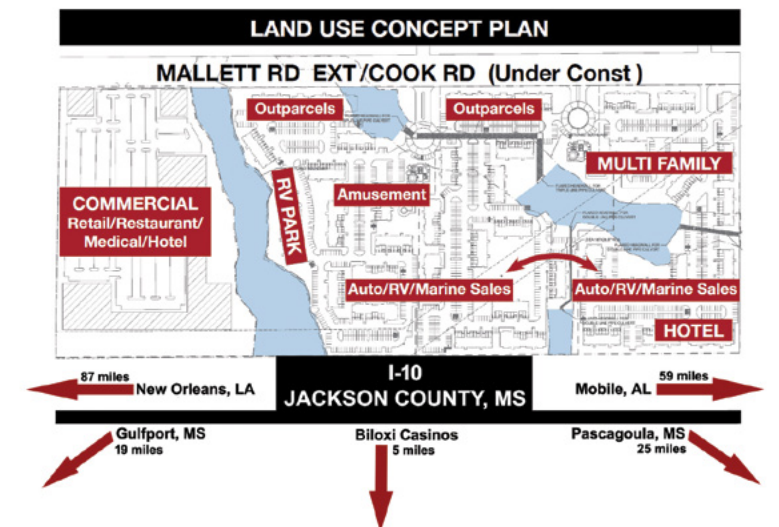 LAND USE CONCEPT PLAN
MALLETT RD EXT/COOK RD (Under Const)
Outparcels
Outparcels
MULTI FAMILY
COMMERCIAL
Retail/Restaurant/
Medical/Hotel
RV PARK
Amusement
Auto/RV/Marine Sales
Auto/RV/Marine Sales
HOTEL
I-10
JACKSON COUNTY, MS
87 miles
New Orleans, LA
59 miles
Mobile, AL
Gulfport, MS
19 miles
Biloxi Casinos
5 miles
Pascagoula, MS
25 miles